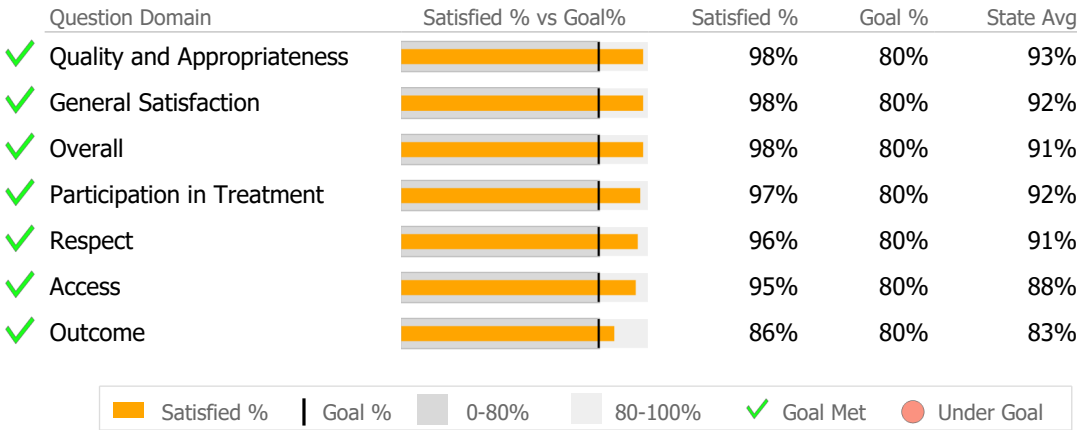 Question Domain Satisfied % vs Goal% Satisfied % Goal % State Avg
Quality and Appropriateness 98% 80% 93%
General Satisfaction 98% 80% 92%
Overall 98% 80% 91%
Participation in Treatment 97% 80% 92%
Respect 96% 80% 91%
Access 95% 80% 88%
Outcome 86% 80% 83%
Satisfied % Goal % 0-80% 80-100% Goal Met Under Goal